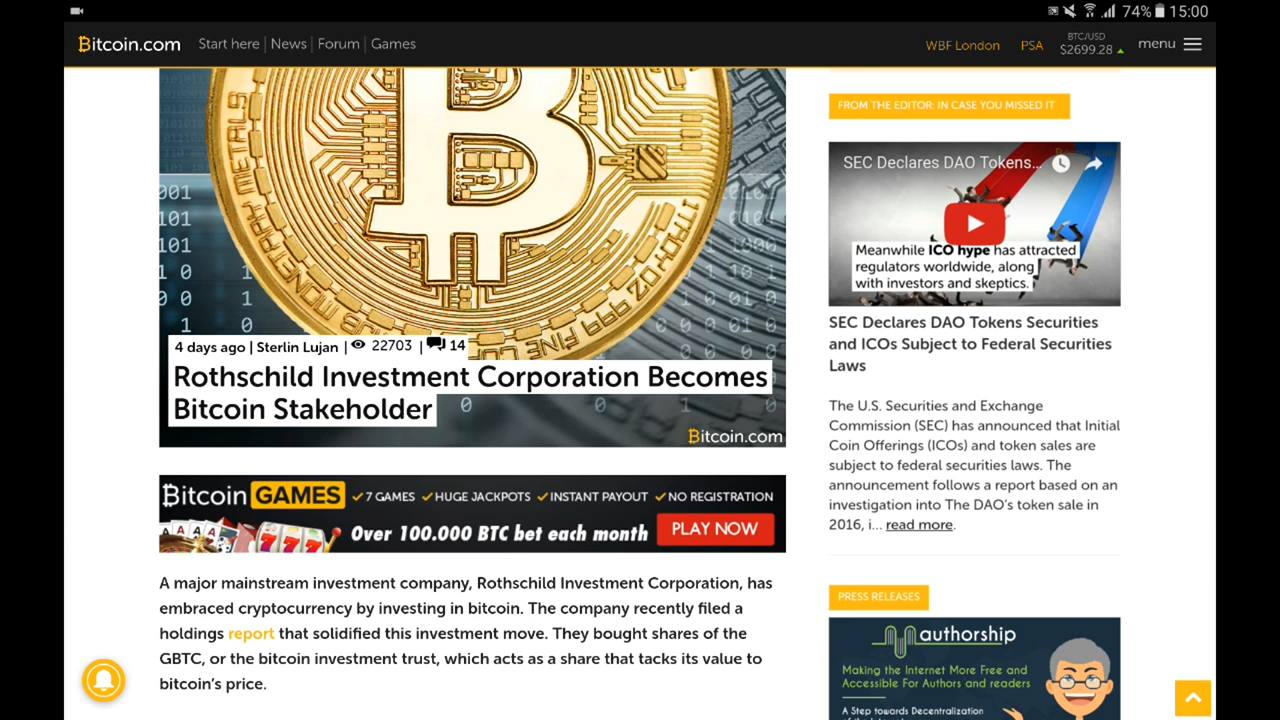 74% 15:00
Bitcoin.com Start here | News | Forum | Games
WBF London PSA
BTC/USD
$2699.28
menu
4 days ago | Sterlin Lujan | 22703 | 14
Rothschild Investment Corporation Becomes
Bitcoin Stakeholder
Bitcoin.com
Bitcoin GAMES 7 GAMES HUGE JACKPOTS INSTANT PAYOUT NO REGISTRATION
Over 100.000 BTC bet each month PLAY NOW
A major mainstream investment company, Rothschild Investment Corporation, has
embraced cryptocurrency by investing in bitcoin. The company recently filed a
holdings report that solidified this investment move. They bought shares of the
GBTC, or the bitcoin investment trust, which acts as a share that tacks its value to
bitcoin's price.
FROM THE EDITOR: IN CASE YOU MISSED IT
SEC Declares DAO Tokens...
Meanwhile ICO hype has attracted
regulators worldwide, along
with investors and skeptics.
SEC Declares DAO Tokens Securities
and ICOs Subject to Federal Securities
Laws
The U.S. Securities and Exchange
Commission (SEC) has announced that Initial
Coin Offerings (ICOs) and token sales are
subject to federal securities laws. The
announcement follows a report based on an
investigation into The DAO's token sale in
2016, i... read more.
PRESS RELEASES
authorship
Making the Internet More Free and
Accessible For Authors and readers
A Step towards Decentralization